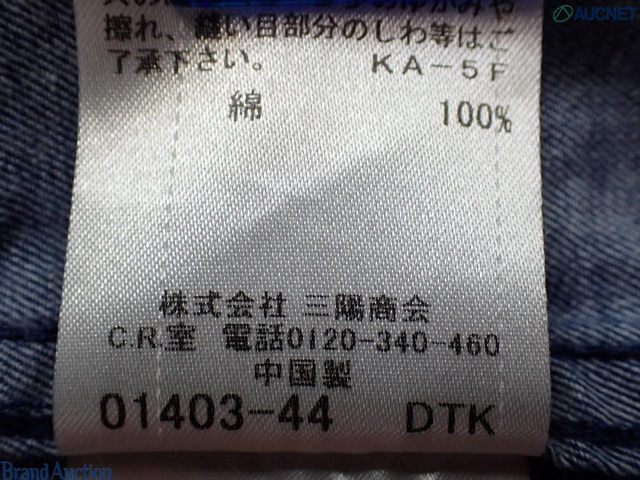 AUCNET
擦れ、縫い目部分のしわ等はご
了承下さい。 KA-5F
綿 100%
株式会社 三陽商会
C.R.室 電話0120-340-460
中国製
01403-44 DTK
Brand Auction